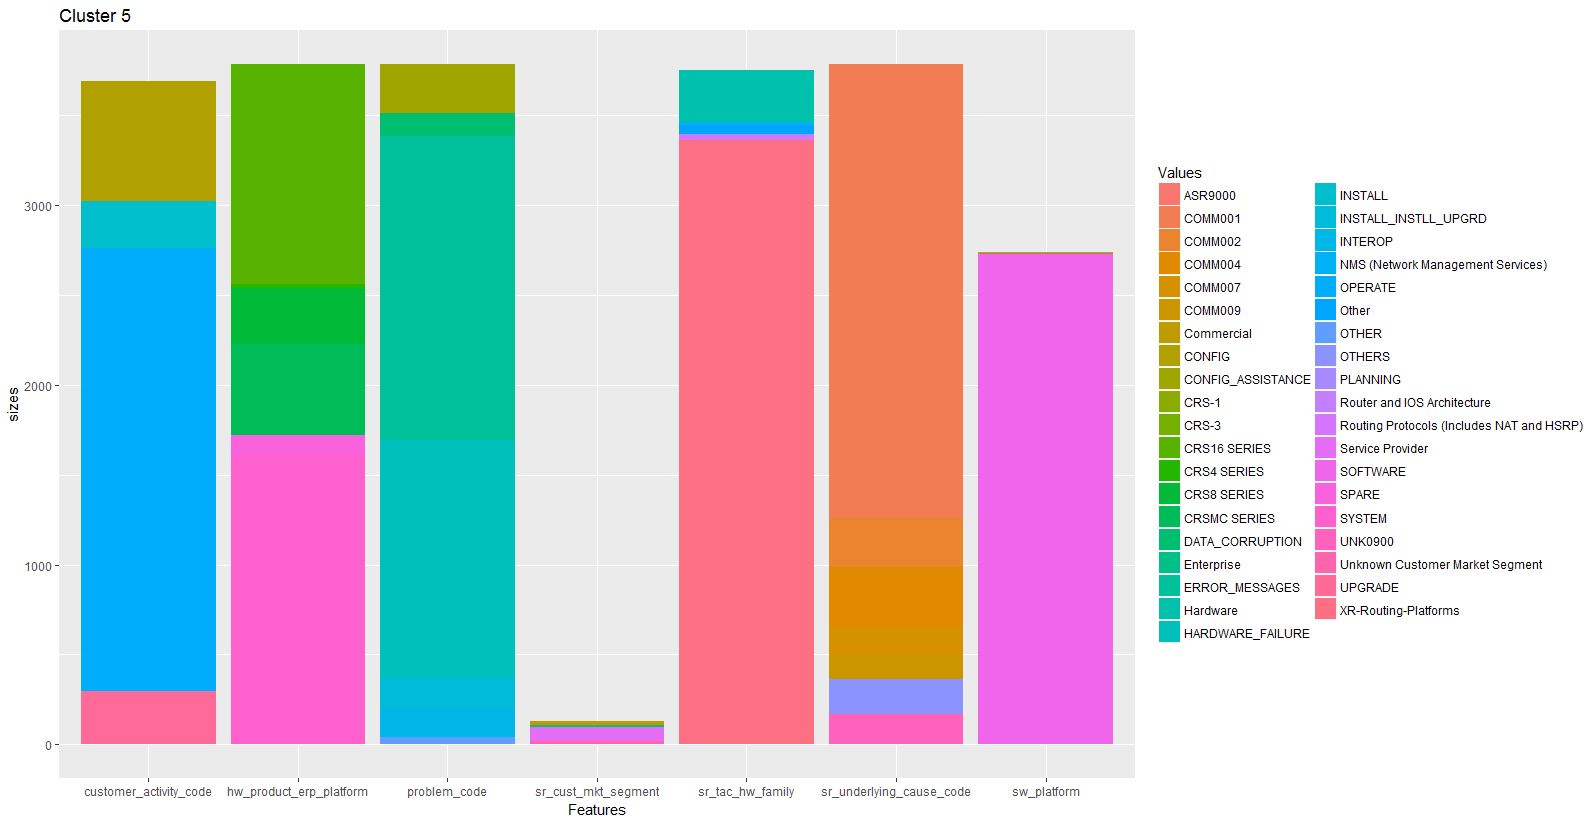 Cluster 5
3000
2000
1000
0
sizes
customer_activity_code
hw_product_erp_platform
problem_code
sr_cust_mkt_segment
sr_tac_hw_family
sr_underlying_cause_code
sw_platform
Features
Values
ASR9000
COMM001
COMM002
COMM004
COMM007
COMM009
Commercial
CONFIG
CONFIG_ASSISTANCE
CRS-1
CRS-3
CRS16 SERIES
CRS4 SERIES
CRS8 SERIES
CRSMC SERIES
DATA_CORRUPTION
Enterprise
ERROR_MESSAGES
Hardware
HARDWARE_FAILURE
INSTALL
INSTALL_INSTLL_UPGRD
INTEROP
NMS (Network Management Services)
OPERATE
Other
OTHER
OTHERS
PLANNING
Router and IOS Architecture
Routing Protocols (Includes NAT and HSRP)
Service Provider
SOFTWARE
SPARE
SYSTEM
UNK0900
Unknown Customer Market Segment
UPGRADE
XR-Routing-Platforms